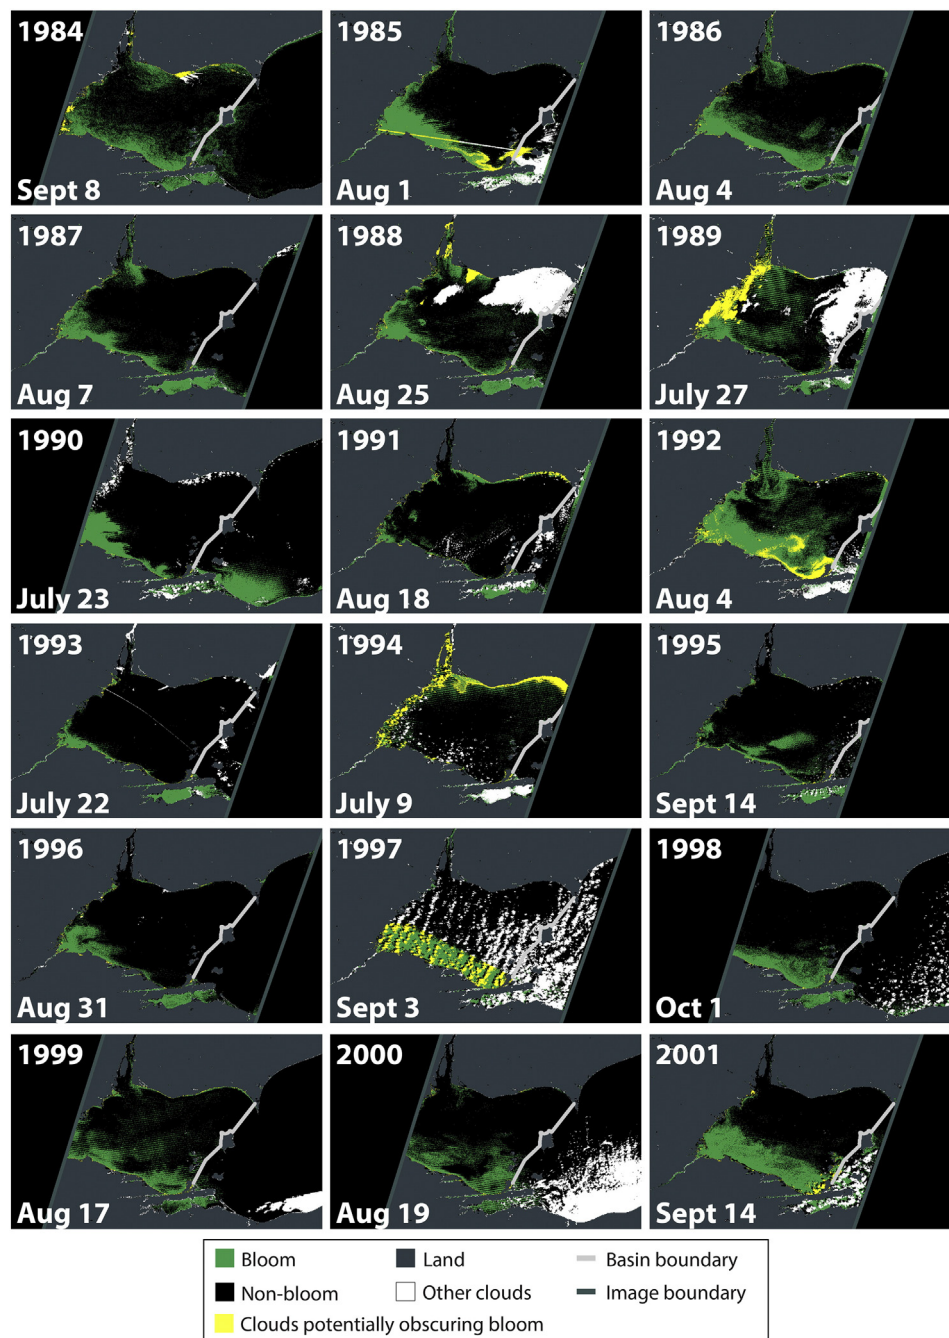 1984
1985
1986
Sept 8
Aug 1
Aug 4
1987
1988
1989
Aug 7
Aug 25
July 27
1990
1991
1992
July 23
Aug 18
Aug 4
1993
1994
1995
July 22
July 9
Sept 14
1996
1997
1998
Aug 31
Sept 3
Oct 1
1999
2000
2001
Aug 17
Aug 19
Sept 14
Bloom
Land
Basin boundary
Non-bloom
Other clouds
Image boundary
Clouds potentially obscuring bloom